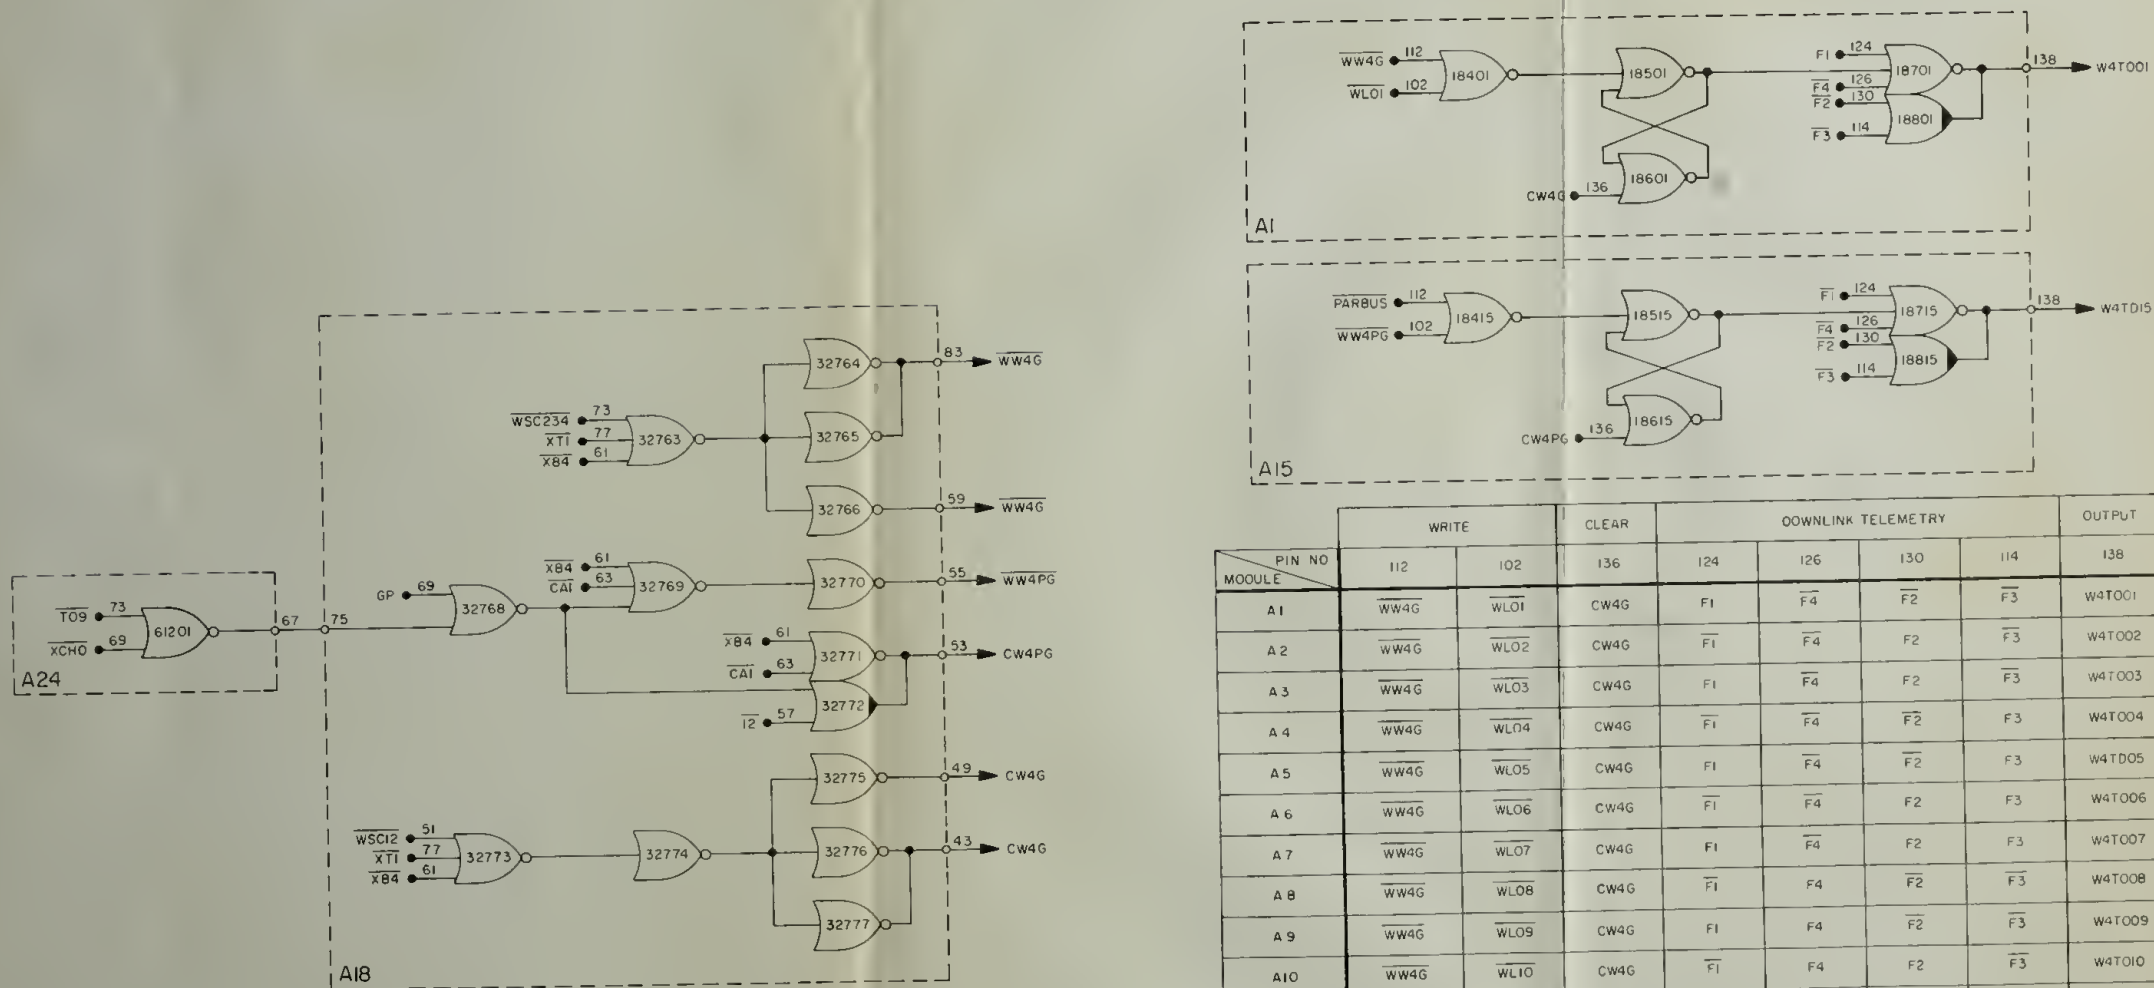 WW4G
112
WL01
102
18401
18501
18601
CW4G
136
F1
124
F4
126
F2
130
F3
114
18701
18801
138
W4T001
A1
PARBUS
112
WW4PG
102
18415
18515
18615
CW4PG
136
F1
124
F4
126
F2
130
F3
114
18715
18815
138
W4TD15
A15
T09
73
XCH0
69
61201
67
A24
75
WSC234
73
XT1
77
XB4
61
32763
32764
32765
32766
83
WW4G
59
WW4G
GP
69
32768
XB4
61
CA1
63
32769
32770
55
WW4PG
XB4
61
CA1
63
32771
32772
I2
57
53
CW4PG
WSC12
51
XT1
77
XB4
61
32773
32774
32775
32776
32777
49
CW4G
43
CW4G
A18
WRITE CLEAR DOWNLINK TELEMETRY OUTPUT
PIN NO
MODULE
112 102 136 124 126 130 114 138
A1 WW4G WL01 CW4G F1 F4 F2 F3 W4T001
A2 WW4G WL02 CW4G F1 F4 F2 F3 W4T002
A3 WW4G WL03 CW4G F1 F4 F2 F3 W4T003
A4 WW4G WL04 CW4G F1 F4 F2 F3 W4T004
A5 WW4G WL05 CW4G F1 F4 F2 F3 W4TD05
A6 WW4G WL06 CW4G F1 F4 F2 F3 W4T006
A7 WW4G WL07 CW4G F1 F4 F2 F3 W4T007
A8 WW4G WL08 CW4G F1 F4 F2 F3 W4T008
A9 WW4G WL09 CW4G F1 F4 F2 F3 W4T009
A10 WW4G WL10 CW4G F1 F4 F2 F3 W4T010